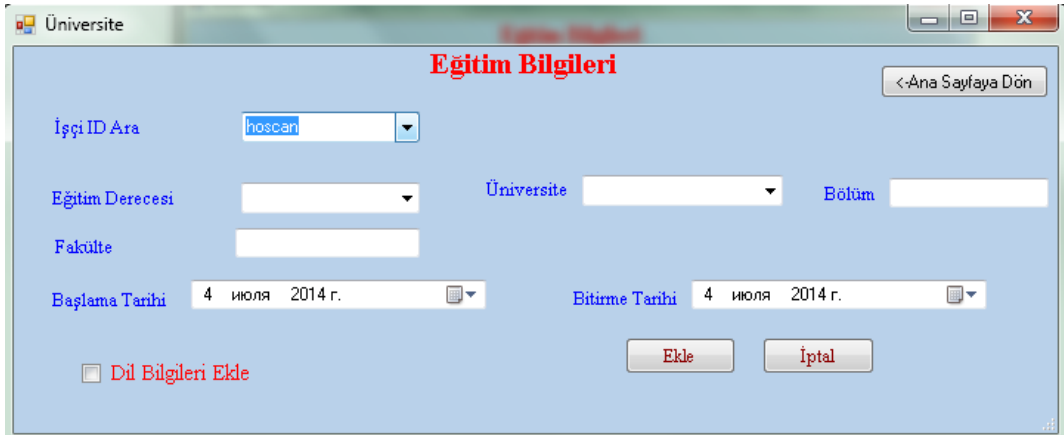 Üniversite
Eğitim Bilgileri
<-Ana Sayfaya Dön
İşçi ID Ara
hoscan
Eğitim Derecesi
Üniversite
Bölüm
Fakülte
Başlama Tarihi
4 июля 2014 г.
Bitirme Tarihi
4 июля 2014 г.
Ekle
İptal
Dil Bilgileri Ekle